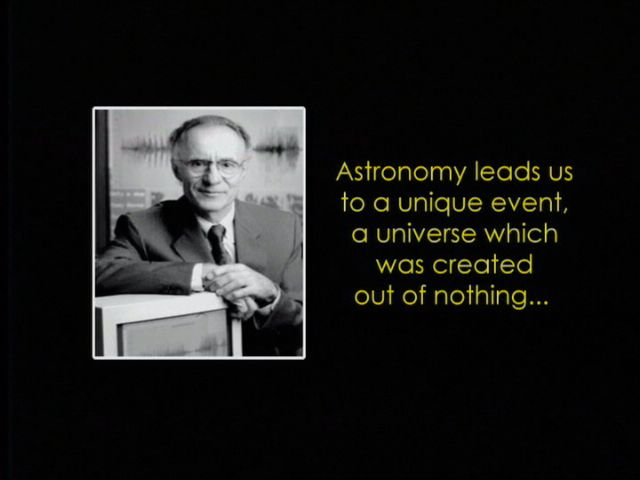 Astronomy leads us
to a unique event,
a universe which
was created
out of nothing...